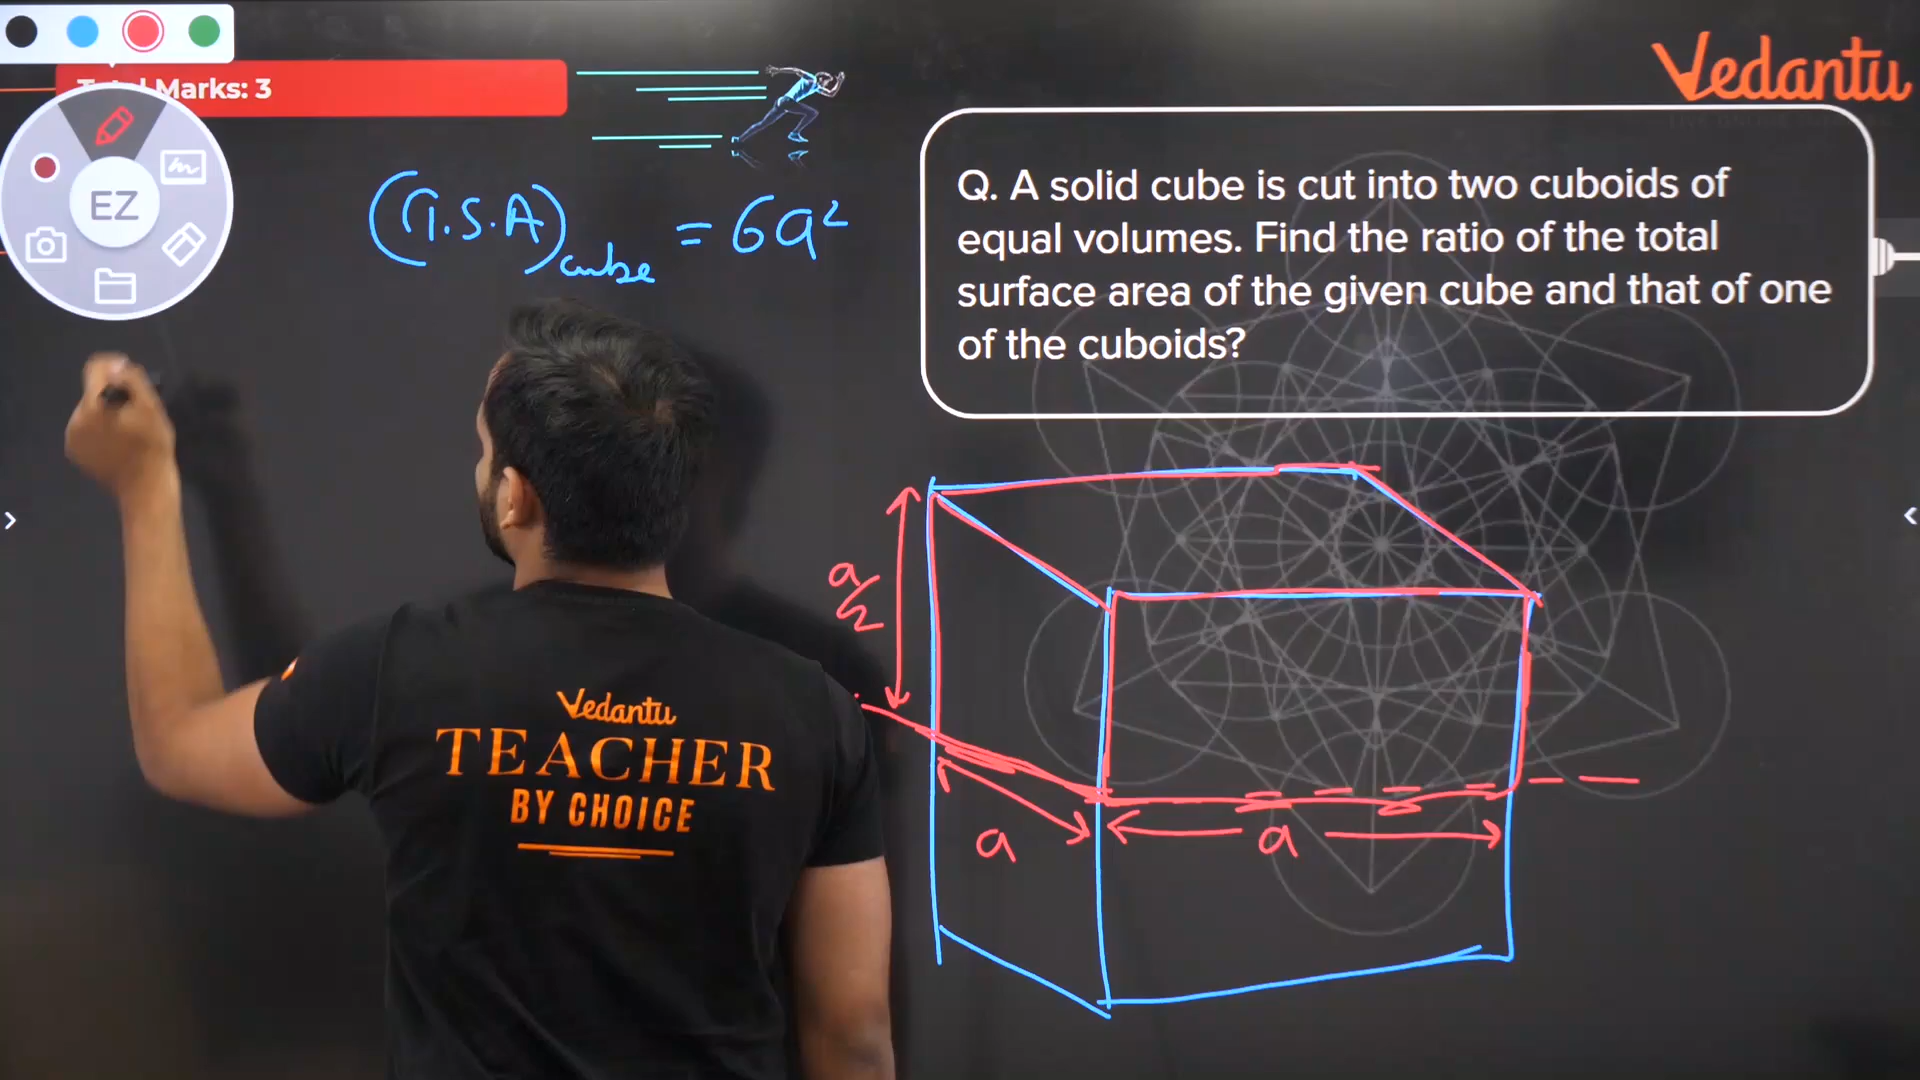 Total Marks: 3
EZ
Vedantu
(T.S.A)cube = 6a²
Q. A solid cube is cut into two cuboids of
equal volumes. Find the ratio of the total
surface area of the given cube and that of one
of the cuboids?
a/2
a
a
Vedantu
TEACHER
BY CHOICE